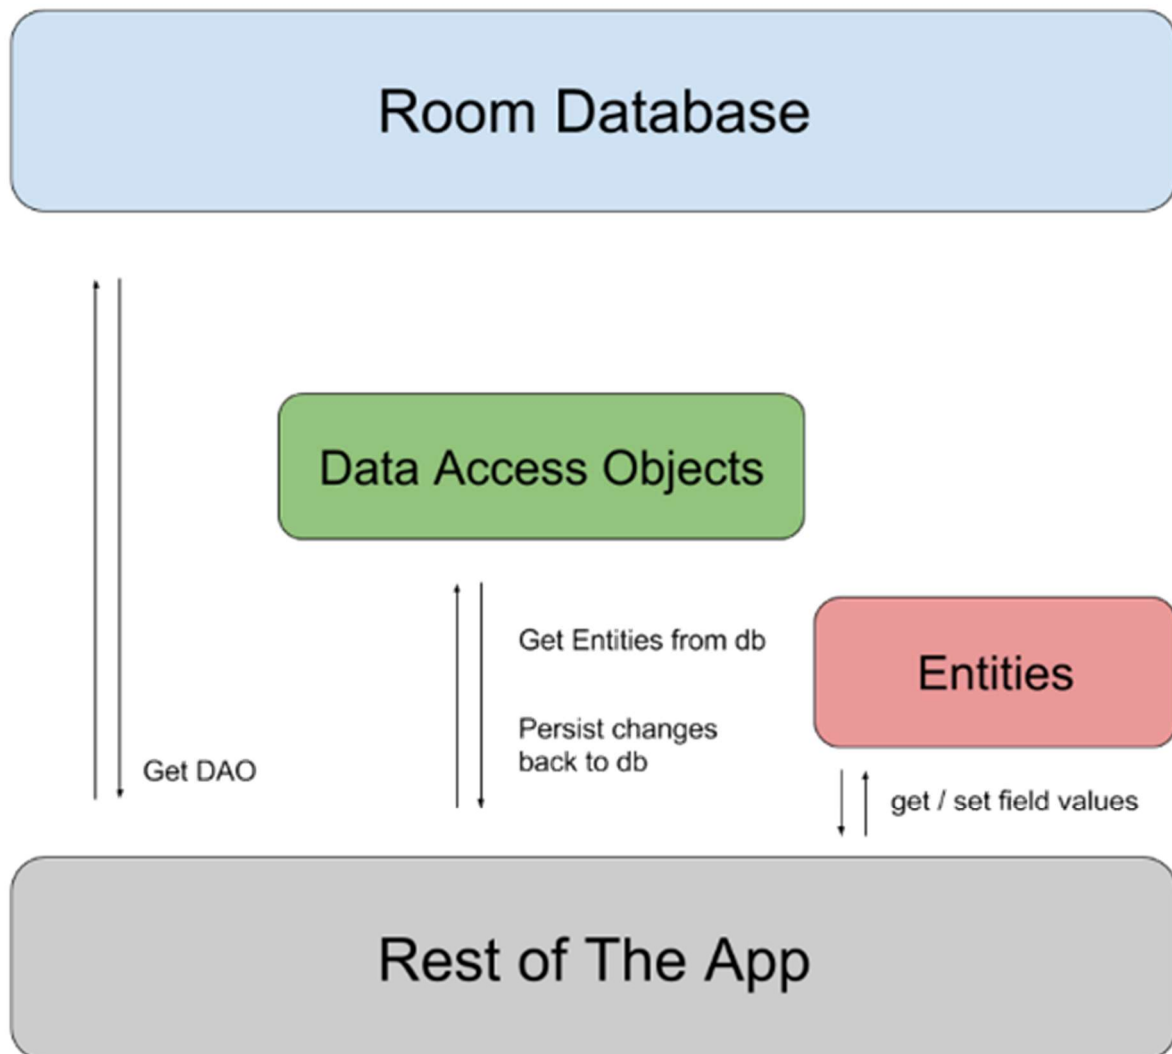 Room Database
Data Access Objects
Get Entities from db
Entities
Persist changes
back to db
Get DAO
get / set field values
Rest of The App